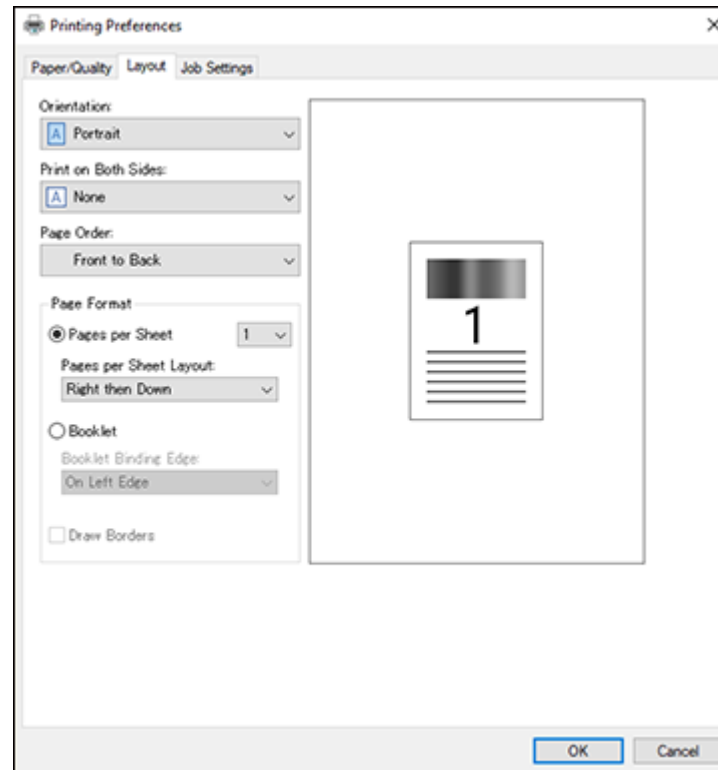 Printing Preferences
Paper/Quality Layout Job Settings
Orientation:
A Portrait
Print on Both Sides:
A None
Page Order:
Front to Back
Page Format
Pages per Sheet 1
Pages per Sheet Layout:
Right then Down
Booklet
Booklet Binding Edge:
On Left Edge
Draw Borders
1
OK Cancel